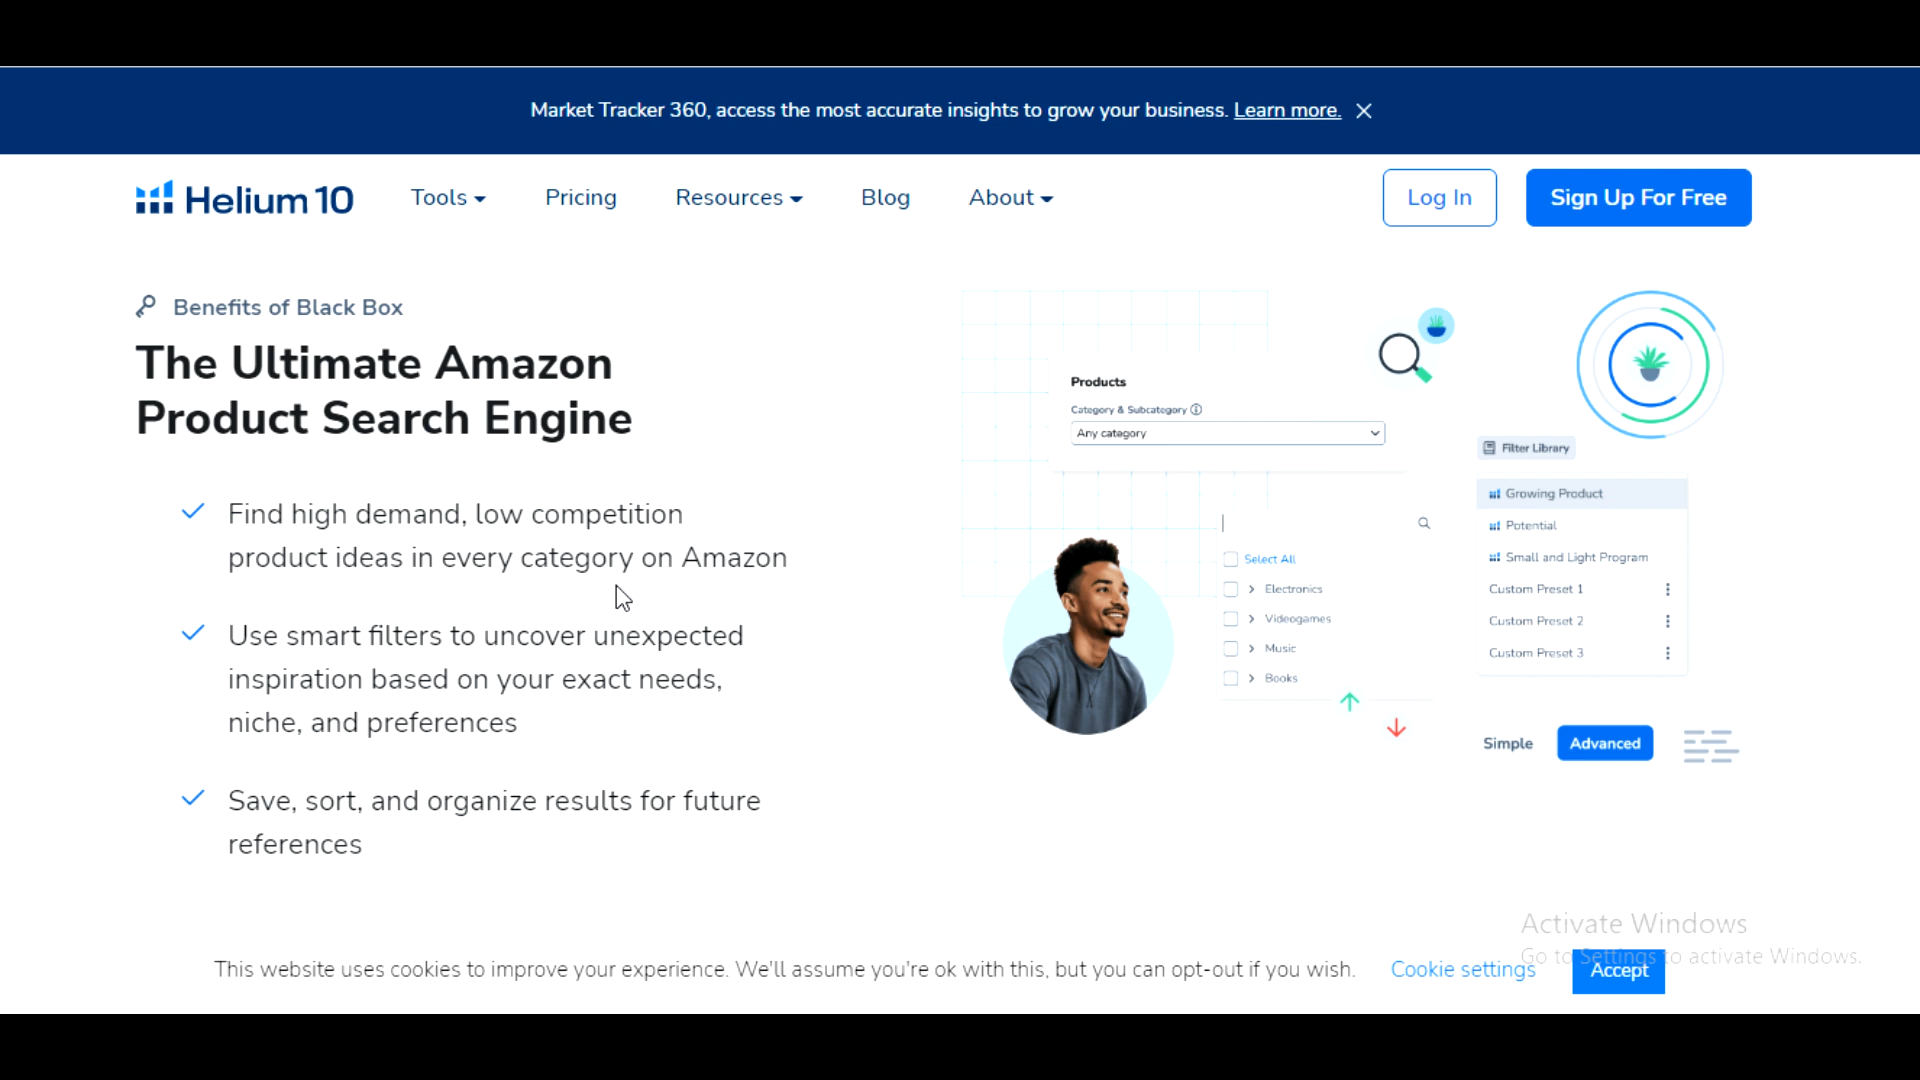 Market Tracker 360, access the most accurate insights to grow your business. Learn more.
Helium 10
Tools
Pricing
Resources
Blog
About
Log In
Sign Up For Free
Benefits of Black Box
The Ultimate Amazon
Product Search Engine
Find high demand, low competition
product ideas in every category on Amazon
Use smart filters to uncover unexpected
inspiration based on your exact needs,
niche, and preferences
Save, sort, and organize results for future
references
Products
Category & Subcategory
Any category
Select All
Electronics
Videogames
Music
Books
Filter Library
Growing Product
Potential
Small and Light Program
Custom Preset 1
Custom Preset 2
Custom Preset 3
Simple
Advanced
Activate Windows
Go to Settings to activate Windows.
This website uses cookies to improve your experience. We'll assume you're ok with this, but you can opt-out if you wish.
Cookie settings
Accept